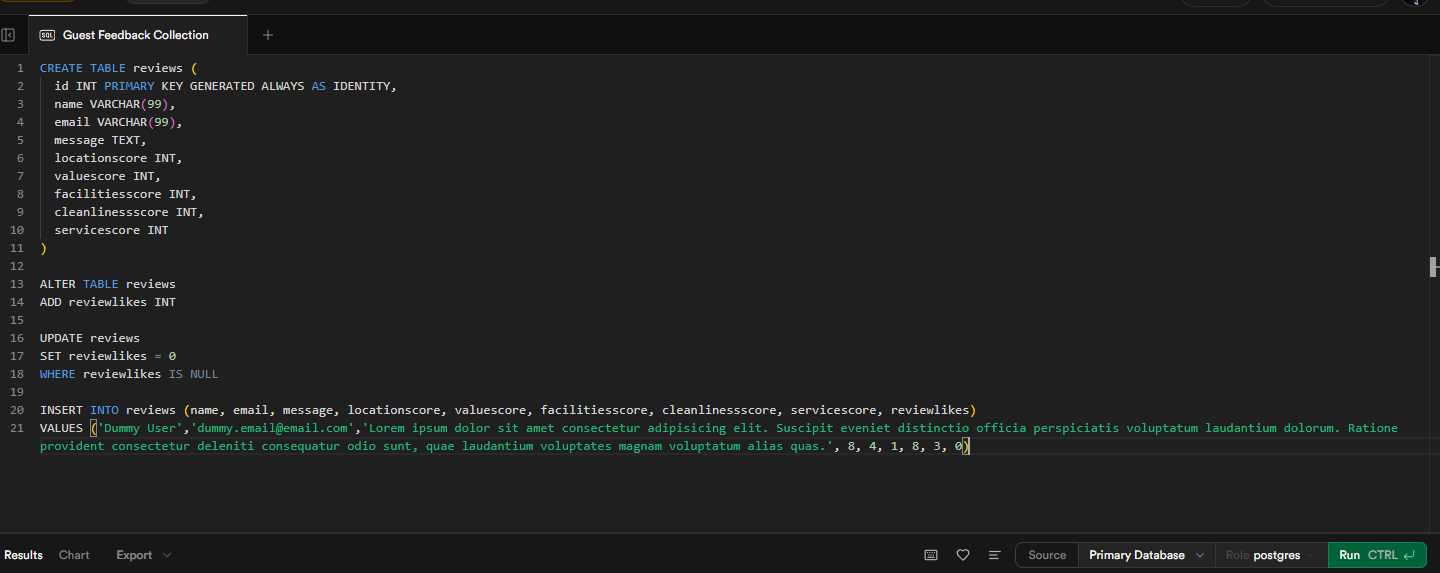 SQL Guest Feedback Collection +
1 CREATE TABLE reviews (
2 id INT PRIMARY KEY GENERATED ALWAYS AS IDENTITY,
3 name VARCHAR(99),
4 email VARCHAR(99),
5 message TEXT,
6 locationscore INT,
7 valuescore INT,
8 facilitiesscore INT,
9 cleanlinessscore INT,
10 servicescore INT
11 )
12
13 ALTER TABLE reviews
14 ADD reviewlikes INT
15
16 UPDATE reviews
17 SET reviewlikes = 0
18 WHERE reviewlikes IS NULL
19
20 INSERT INTO reviews (name, email, message, locationscore, valuescore, facilitiesscore, cleanlinessscore, servicescore, reviewlikes)
21 VALUES ('Dummy User','dummy.email@email.com','Lorem ipsum dolor sit amet consectetur adipisicing elit. Suscipit eveniet distinctio officia perspiciatis voluptatum laudantium dolorum. Ratione
provident consectetur deleniti consequatur odio sunt, quae laudantium voluptates magnam voluptatum alias quas.', 8, 4, 1, 8, 3, 0)
Results Chart Export Source Primary Database Role postgres Run CTRL